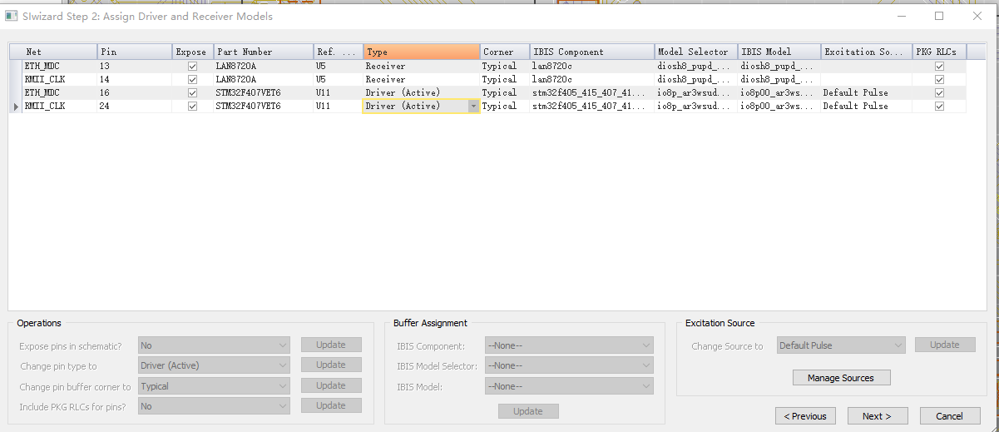 SIwizard Step 2: Assign Driver and Receiver Models
Net Pin Expose Part Number Ref. ... Type Corner IBIS Component Model Selector IBIS Model Excitation So... PKG RLCs
ETH_MDC 13 LAN8720A U5 Receiver Typical lan8720c diosh8_pupd_... diosh8_pupd_...
RMII_CLK 14 LAN8720A U5 Receiver Typical lan8720c diosh8_pupd_... diosh8_pupd_...
ETH_MDC 16 STM32F407VET6 U11 Driver (Active) Typical stm32f405_415_407_41... io8p_ar3wsud... io8p00_ar3ws... Default Pulse
RMII_CLK 24 STM32F407VET6 U11 Driver (Active) Typical stm32f405_415_407_41... io8p_ar3wsud... io8p00_ar3ws... Default Pulse
Operations
Expose pins in schematic? No Update
Change pin type to Driver (Active) Update
Change pin buffer corner to Typical Update
Include PKG RLCs for pins? No Update
Buffer Assignment
IBIS Component: --None--
IBIS Model Selector: --None--
IBIS Model: --None--
Update
Excitation Source
Change Source to Default Pulse Update
Manage Sources
< Previous Next > Cancel